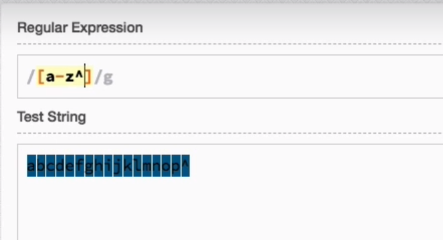 Regular Expression
/[a-z^]/g
Test String
abcdefghijklmnop^